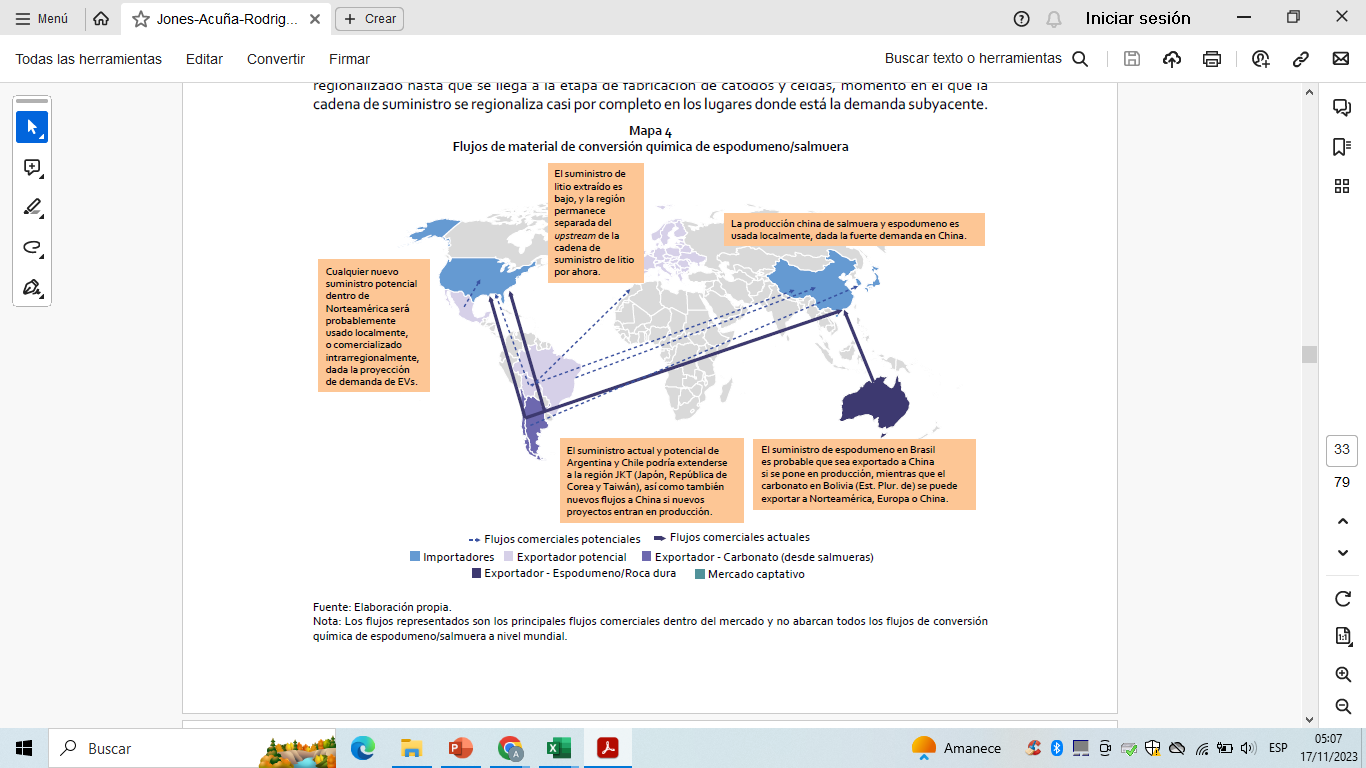 Menú
Jones-Acuña-Rodrig...
Crear
Iniciar sesión
Todas las herramientas
Editar
Convertir
Firmar
Buscar texto o herramientas
regionalizado hasta que se llega a la etapa de fabricación de cátodos y celdas, momento en el que la
cadena de suministro se regionaliza casi por completo en los lugares donde está la demanda subyacente.
Mapa 4
Flujos de material de conversión química de espodumeno/salmuera
El suministro de
litio extraído es
bajo, y la región
permanece
separada del
upstream de la
cadena de
suministro de litio
por ahora.
La producción china de salmuera y espodumeno es
usada localmente, dada la fuerte demanda en China.
Cualquier nuevo
suministro potencial
dentro de
Norteamérica será
probablemente
usado localmente,
o comercializado
intrarregionalmente,
dada la proyección
de demanda de EVs.
El suministro actual y potencial de
Argentina y Chile podría extenderse
a la región JKT (Japón, República de
Corea y Taiwán), así como también
nuevos flujos a China si nuevos
proyectos entran en producción.
El suministro de espodumeno en Brasil
es probable que sea exportado a China
si se pone en producción, mientras que el
carbonato en Bolivia (Est. Plur. de) se puede
exportar a Norteamérica, Europa o China.
Flujos comerciales potenciales
Flujos comerciales actuales
Importadores
Exportador potencial
Exportador - Carbonato (desde salmueras)
Exportador - Espodumeno/Roca dura
Mercado captativo
Fuente: Elaboración propia.
Nota: Los flujos representados son los principales flujos comerciales dentro del mercado y no abarcan todos los flujos de conversión
química de espodumeno/salmuera a nivel mundial.
33
79
1:1
Buscar
Amanece
ESP
05:07
17/11/2023